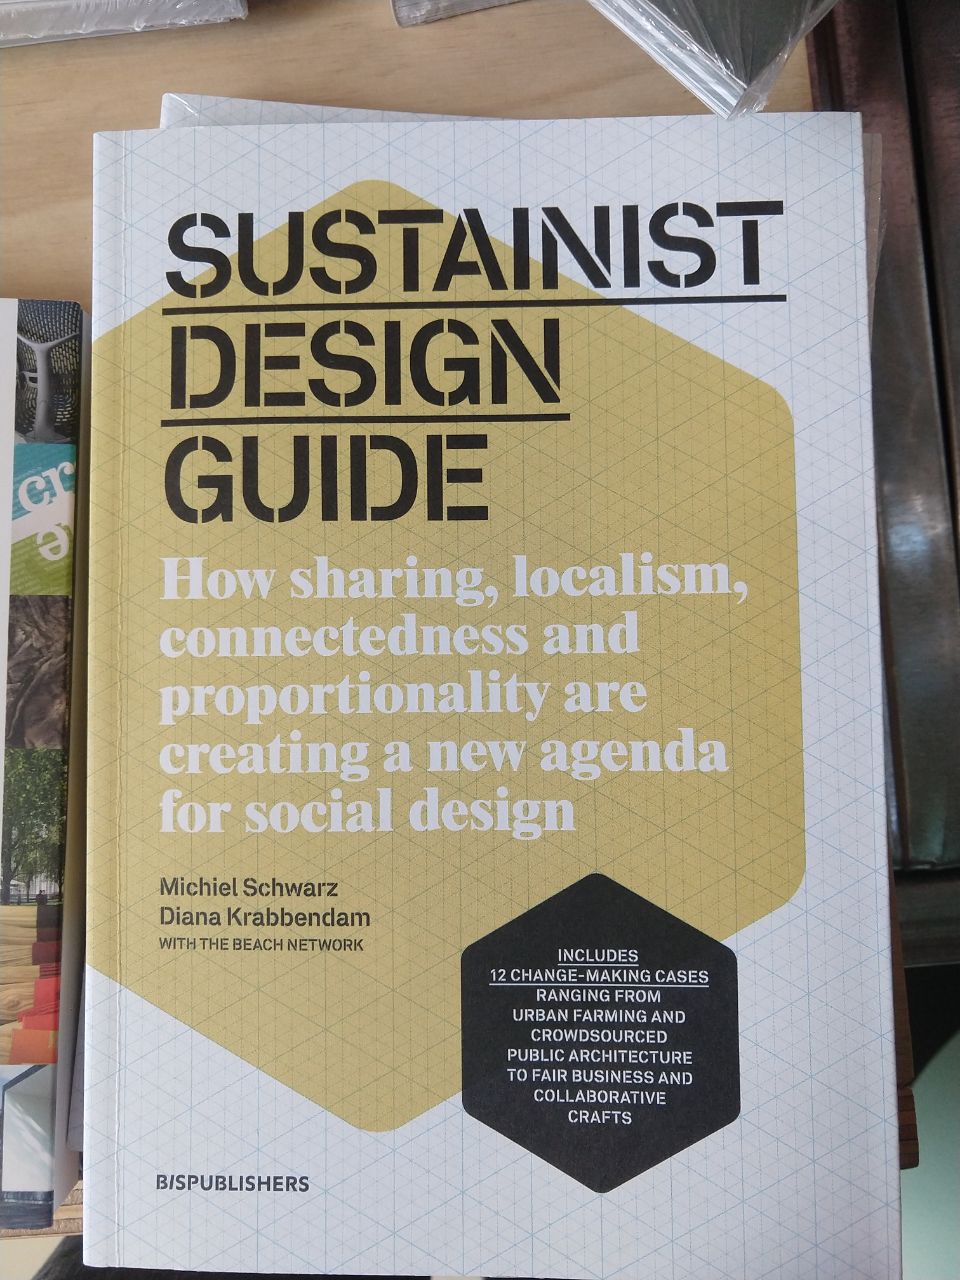 SUSTAINIST
DESIGN
GUIDE
How sharing, localism,
connectedness and
proportionality are
creating a new agenda
for social design
Michiel Schwarz
Diana Krabbendam
WITH THE BEACH NETWORK
INCLUDES
12 CHANGE-MAKING CASES
RANGING FROM
URBAN FARMING AND
CROWDSOURCED
PUBLIC ARCHITECTURE
TO FAIR BUSINESS AND
COLLABORATIVE
CRAFTS
BISPUBLISHERS
cr